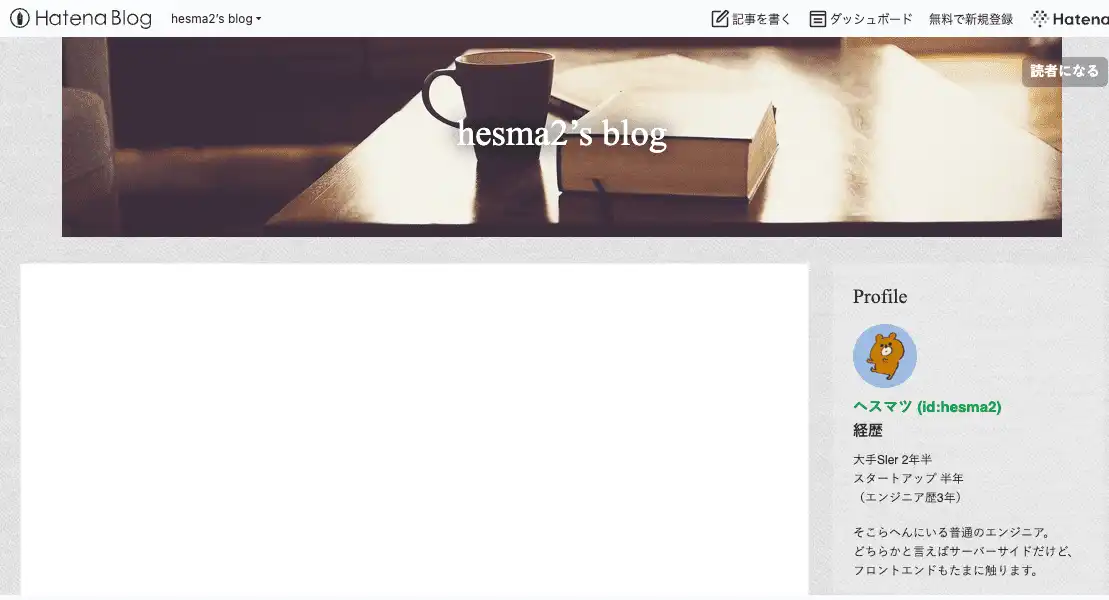 Hatena Blog
hesma2's blog
記事を書く
ダッシュボード
無料で新規登録
Hatena
読者になる
hesma2's blog
Profile
ヘスマツ (id:hesma2)
経歴
大手SIer 2年半
スタートアップ 半年
（エンジニア歴3年）
そこらへんにいる普通のエンジニア。
どちらかと言えばサーバーサイドだけど、
フロントエンドもたまに触ります。